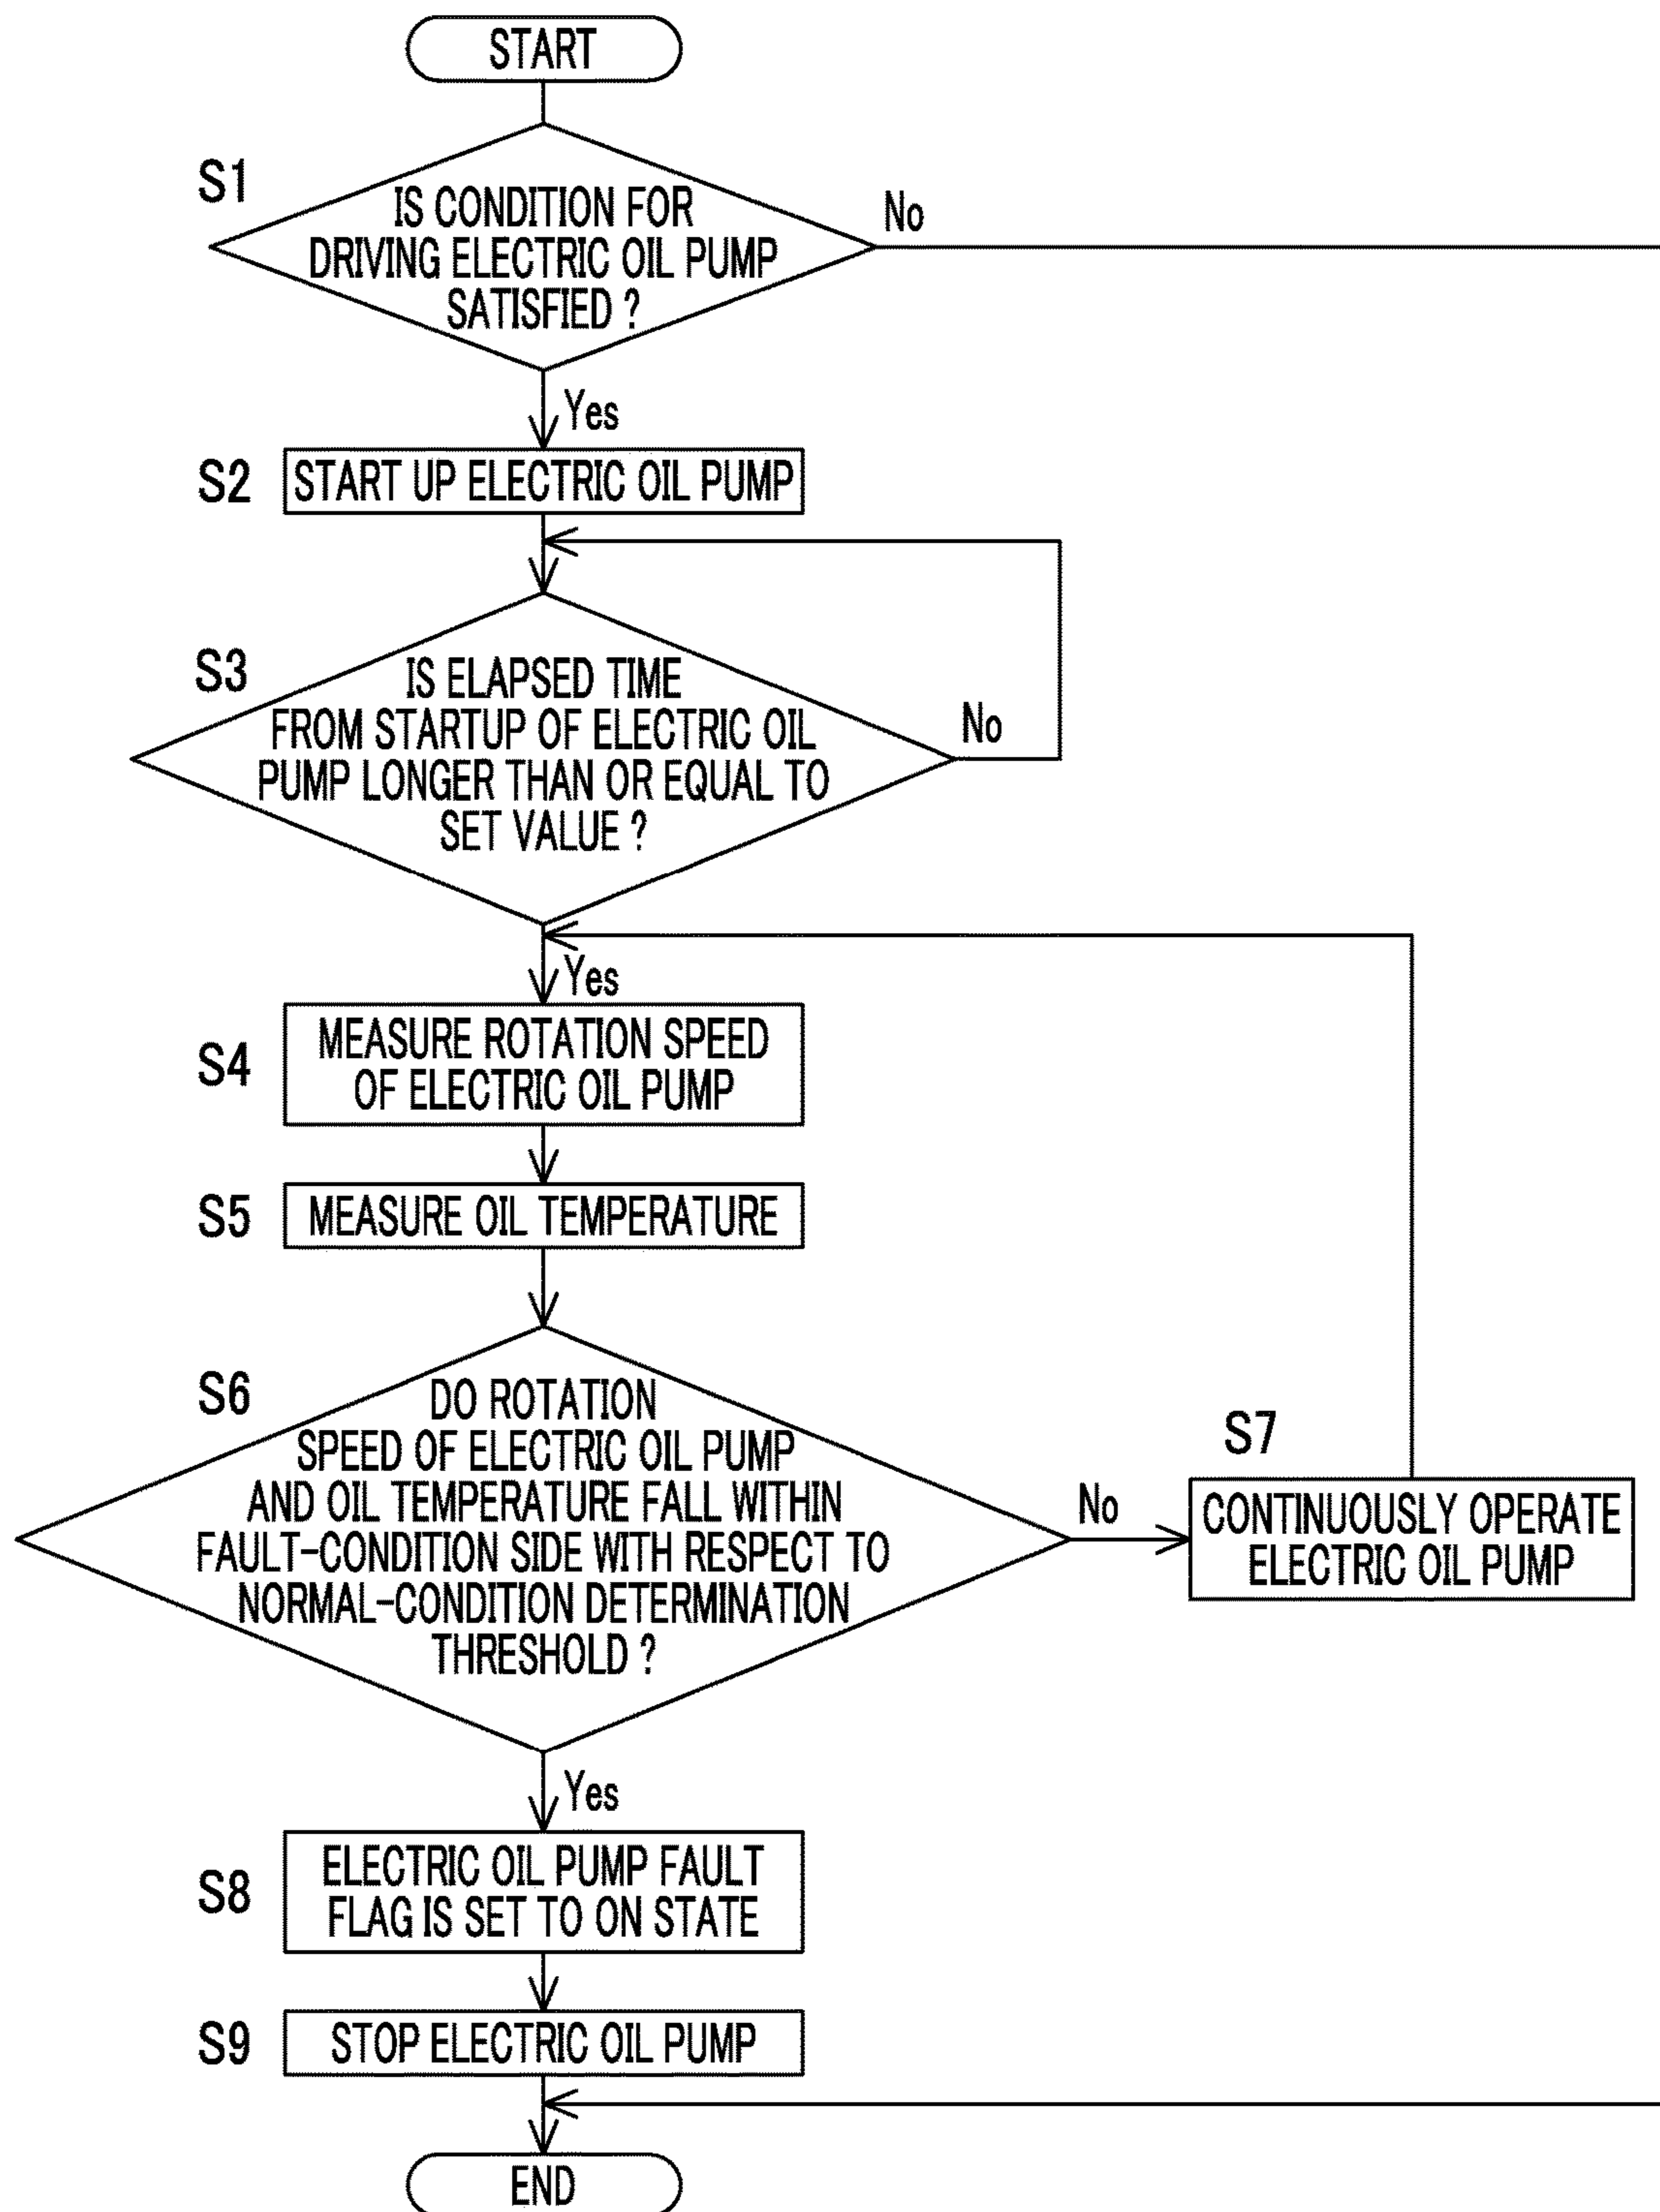 START
S1
IS CONDITION FOR
DRIVING ELECTRIC OIL PUMP
SATISFIED ?
No
Yes
S2
START UP ELECTRIC OIL PUMP
S3
IS ELAPSED TIME
FROM STARTUP OF ELECTRIC OIL
PUMP LONGER THAN OR EQUAL TO
SET VALUE ?
No
Yes
S4
MEASURE ROTATION SPEED
OF ELECTRIC OIL PUMP
S5
MEASURE OIL TEMPERATURE
S6
DO ROTATION
SPEED OF ELECTRIC OIL PUMP
AND OIL TEMPERATURE FALL WITHIN
FAULT-CONDITION SIDE WITH RESPECT TO
NORMAL-CONDITION DETERMINATION
THRESHOLD ?
No
S7
CONTINUOUSLY OPERATE
ELECTRIC OIL PUMP
Yes
S8
ELECTRIC OIL PUMP FAULT
FLAG IS SET TO ON STATE
S9
STOP ELECTRIC OIL PUMP
END